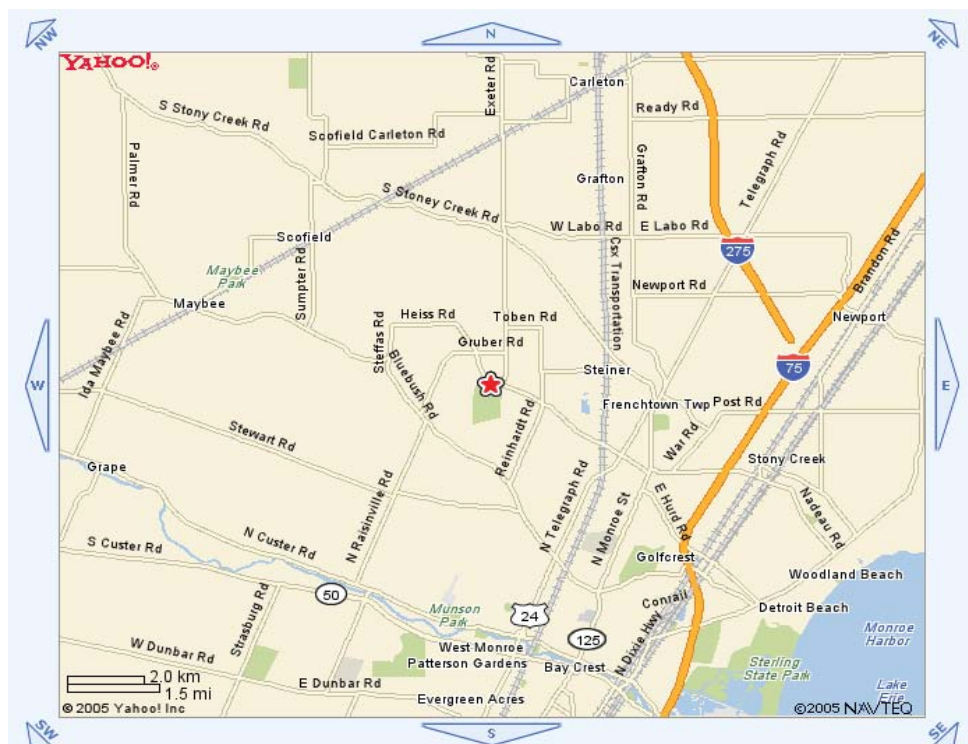 NW
N
NE
YAHOO!®
Carleton
Exeter Rd
Ready Rd
S Stony Creek Rd
Scofield Carleton Rd
Palmer Rd
Grafton Rd
Telegraph Rd
Grafton
S Stoney Creek Rd
W Labo Rd
E Labo Rd
Scofield
275
Brandon Rd
Csx Transportation
Maybee
Park
Sumpter Rd
Newport Rd
Maybee
Newport
Heiss Rd
Toben Rd
Steffas Rd
Gruber Rd
Ida Maybee Rd
Bluebush Rd
Steiner
75
W
E
Frenchtown Twp
Post Rd
Reinhardt Rd
War Rd
Stewart Rd
Stony Creek
Grape
N Raisinville Rd
N Telegraph Rd
N Monroe St
E Hurd Rd
Nadeau Rd
N Custer Rd
S Custer Rd
Golfcrest
Woodland Beach
Strasburg Rd
50
Conrail
Detroit Beach
Munson
Park
24
125
N Dixie Hwy
Monroe
Harbor
W Dunbar Rd
West Monroe
Patterson Gardens
Bay Crest
Sterling
State Park
2.0 km
1.5 mi
E Dunbar Rd
Evergreen Acres
Lake
Erie
© 2005 Yahoo! Inc
©2005 NAVTEQ
SW
S
SE